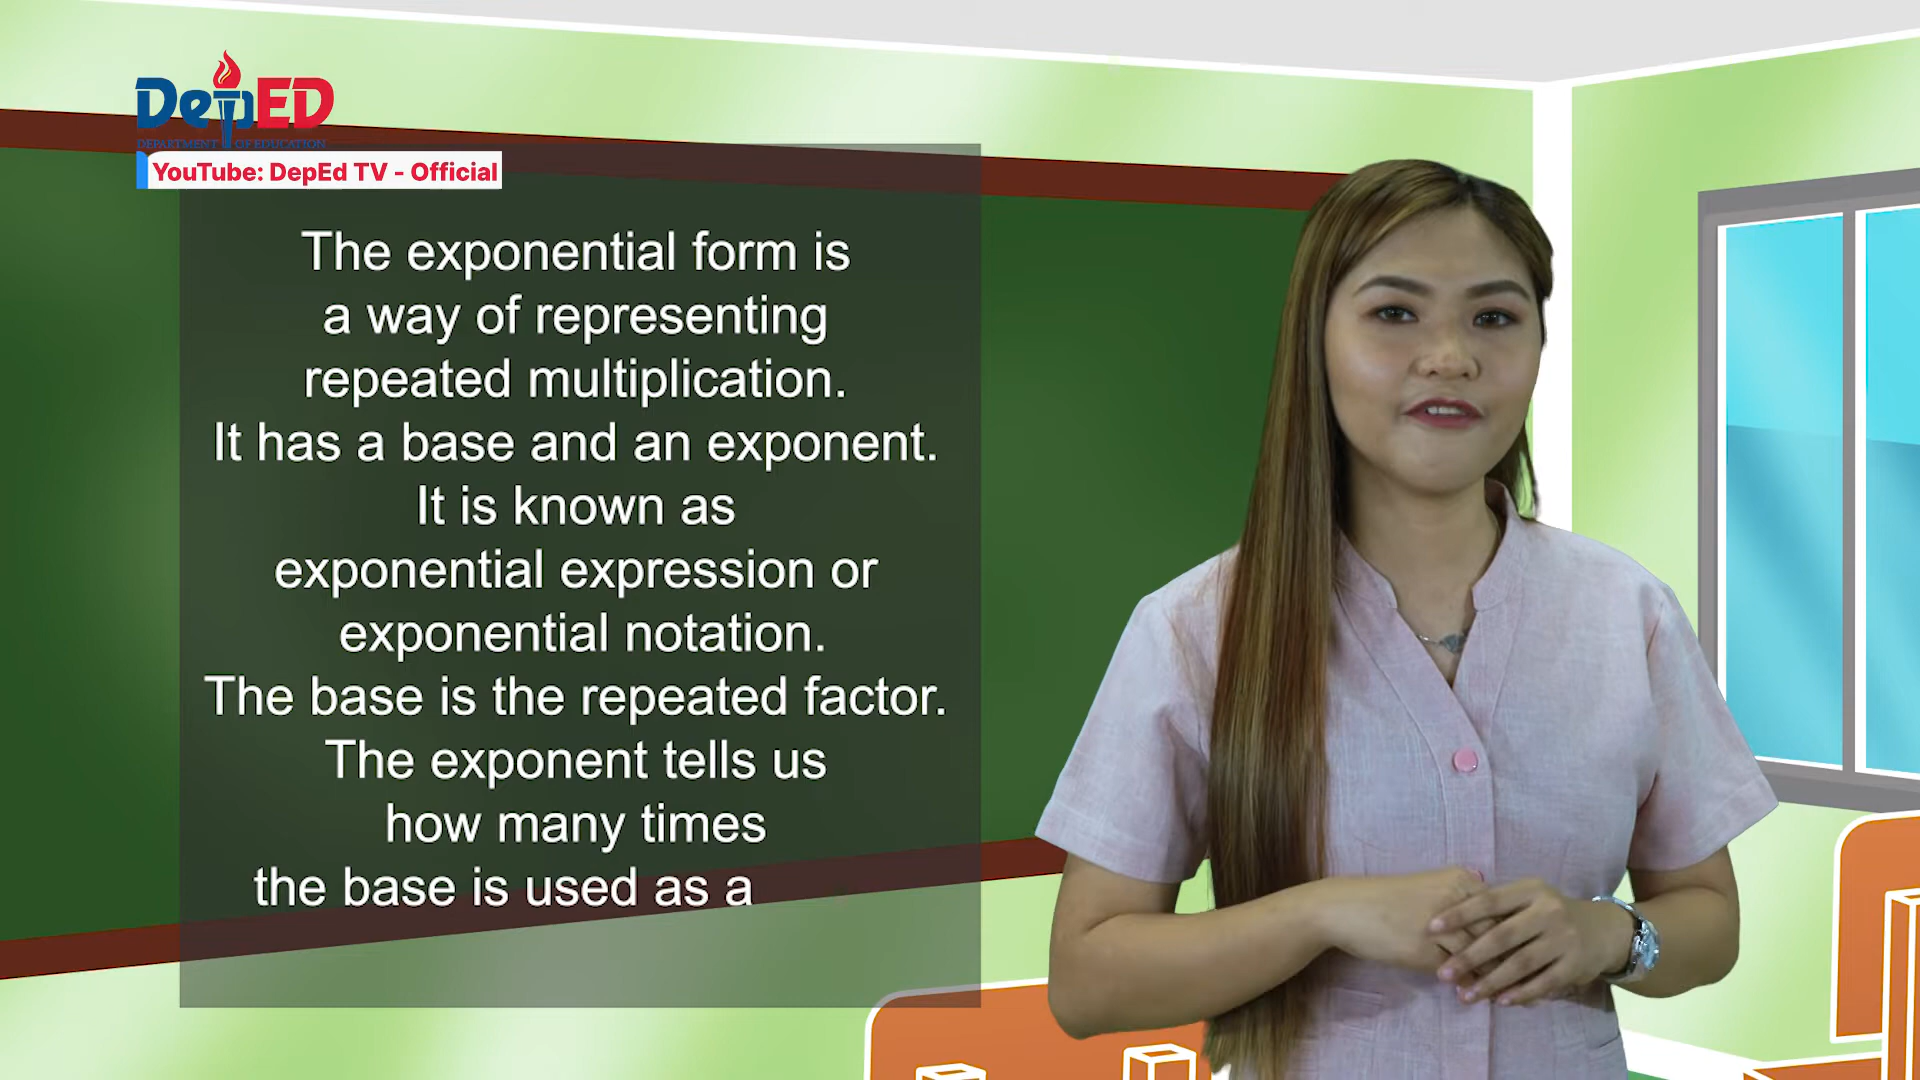 DepED
DEPARTMENT OF EDUCATION
YouTube: DepEd TV - Official
The exponential form is
a way of representing
repeated multiplication.
It has a base and an exponent.
It is known as
exponential expression or
exponential notation.
The base is the repeated factor.
The exponent tells us
how many times
the base is used as a